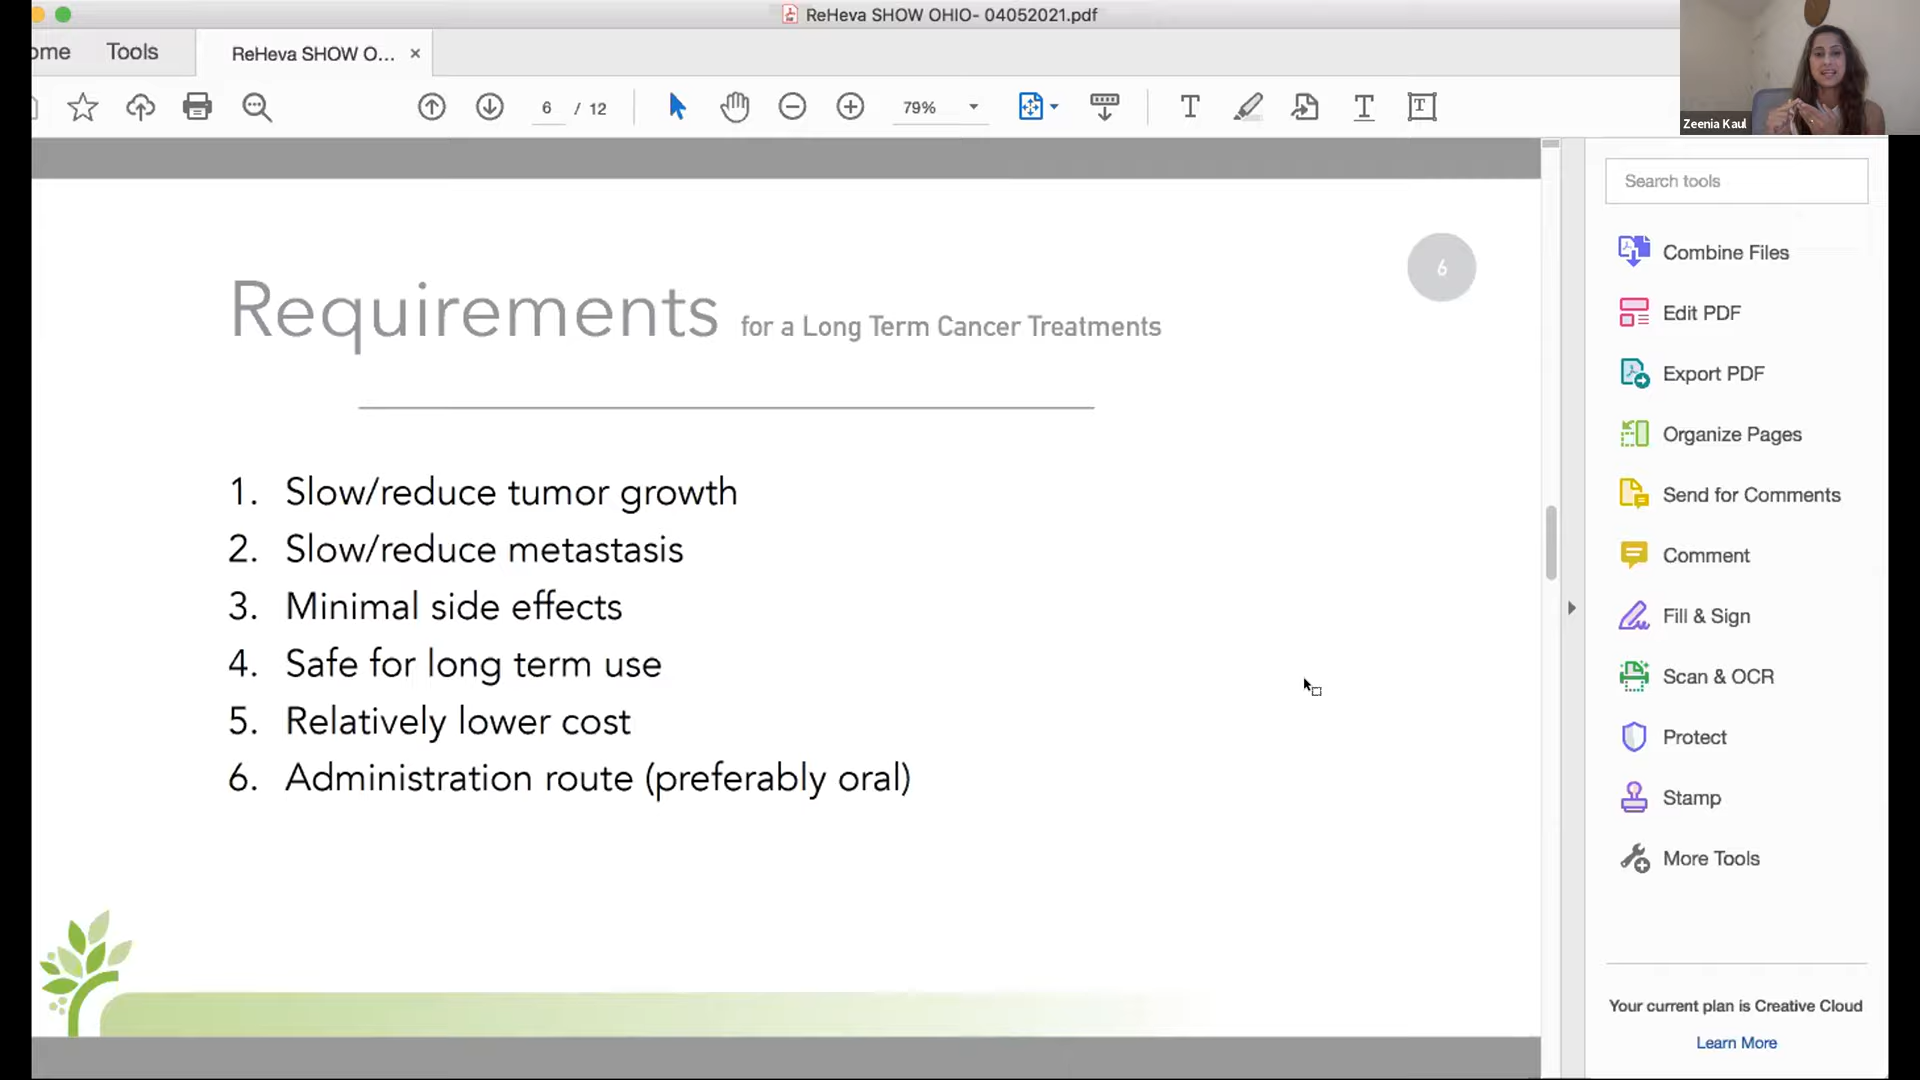 ReHeva SHOW OHIO- 04052021.pdf
ome
Tools
ReHeva SHOW O... ×
6 / 12
79%
Zeenia Kaul
Search tools
6
Requirements for a Long Term Cancer Treatments
1. Slow/reduce tumor growth
2. Slow/reduce metastasis
3. Minimal side effects
4. Safe for long term use
5. Relatively lower cost
6. Administration route (preferably oral)
Combine Files
Edit PDF
Export PDF
Organize Pages
Send for Comments
Comment
Fill & Sign
Scan & OCR
Protect
Stamp
More Tools
Your current plan is Creative Cloud
Learn More